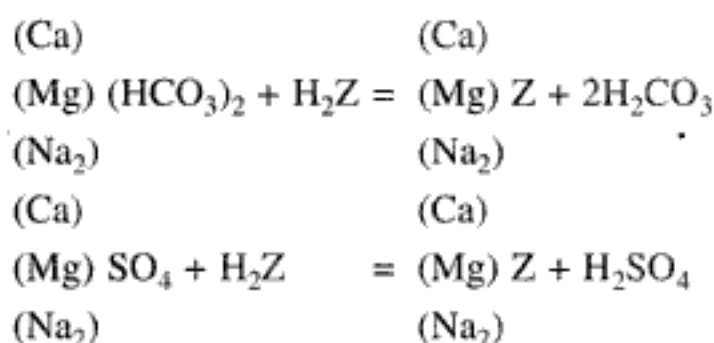 (Ca) (Ca)
(Mg) (HCO₃)₂ + H₂Z = (Mg) Z + 2H₂CO₃
(Na₂) (Na₂)
(Ca) (Ca)
(Mg) SO₄ + H₂Z = (Mg) Z + H₂SO₄
(Na₂) (Na₂)